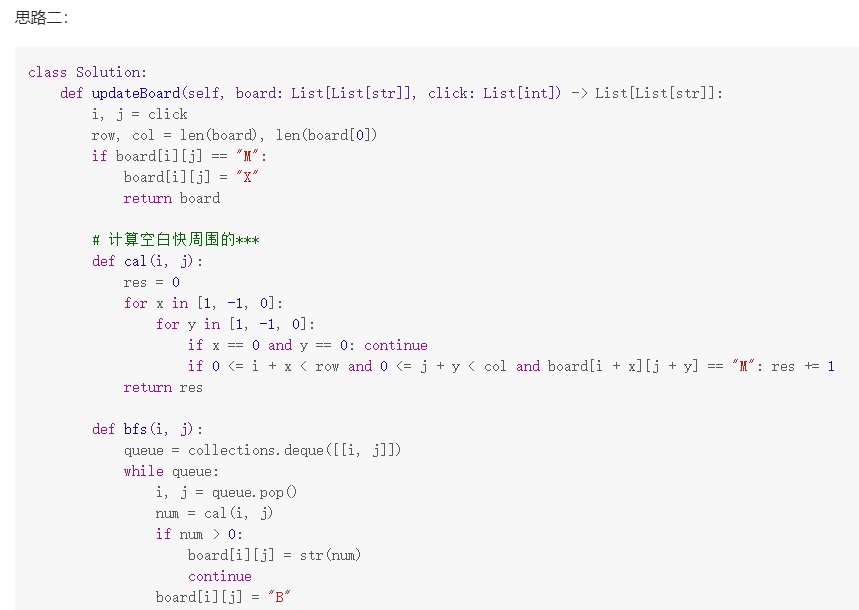 思路二:
class Solution:
    def updateBoard(self, board: List[List[str]], click: List[int]) -> List[List[str]]:
        i, j = click
        row, col = len(board), len(board[0])
        if board[i][j] == "M":
            board[i][j] = "X"
            return board
        # 计算空白快周围的***
        def cal(i, j):
            res = 0
            for x in [1, -1, 0]:
                for y in [1, -1, 0]:
                    if x == 0 and y == 0: continue
                    if 0 <= i + x < row and 0 <= j + y < col and board[i + x][j + y] == "M": res += 1
            return res
        def bfs(i, j):
            queue = collections.deque([[i, j]])
            while queue:
                i, j = queue.pop()
                num = cal(i, j)
                if num > 0:
                    board[i][j] = str(num)
                    continue
                board[i][j] = "B"